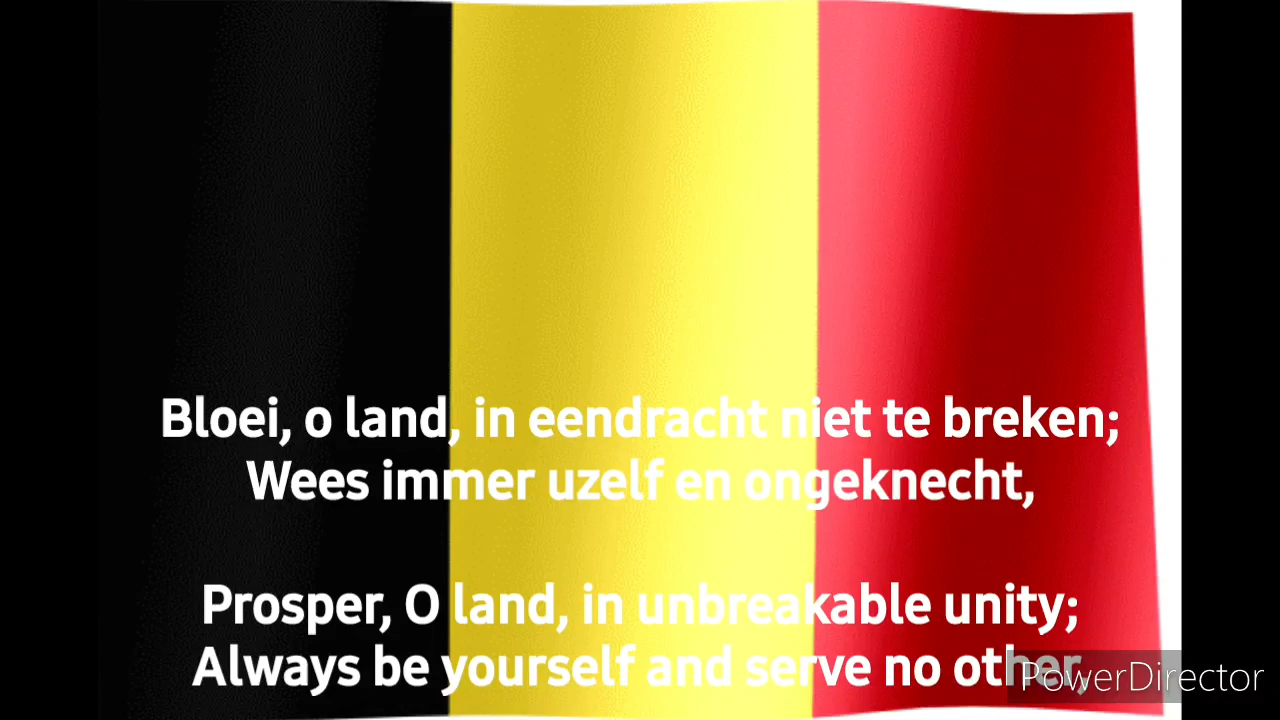 Bloei, o land, in eendracht niet te breken;
Wees immer uzelf en ongeknecht,
Prosper, O land, in unbreakable unity;
Always be yourself and serve no other,
PowerDirector